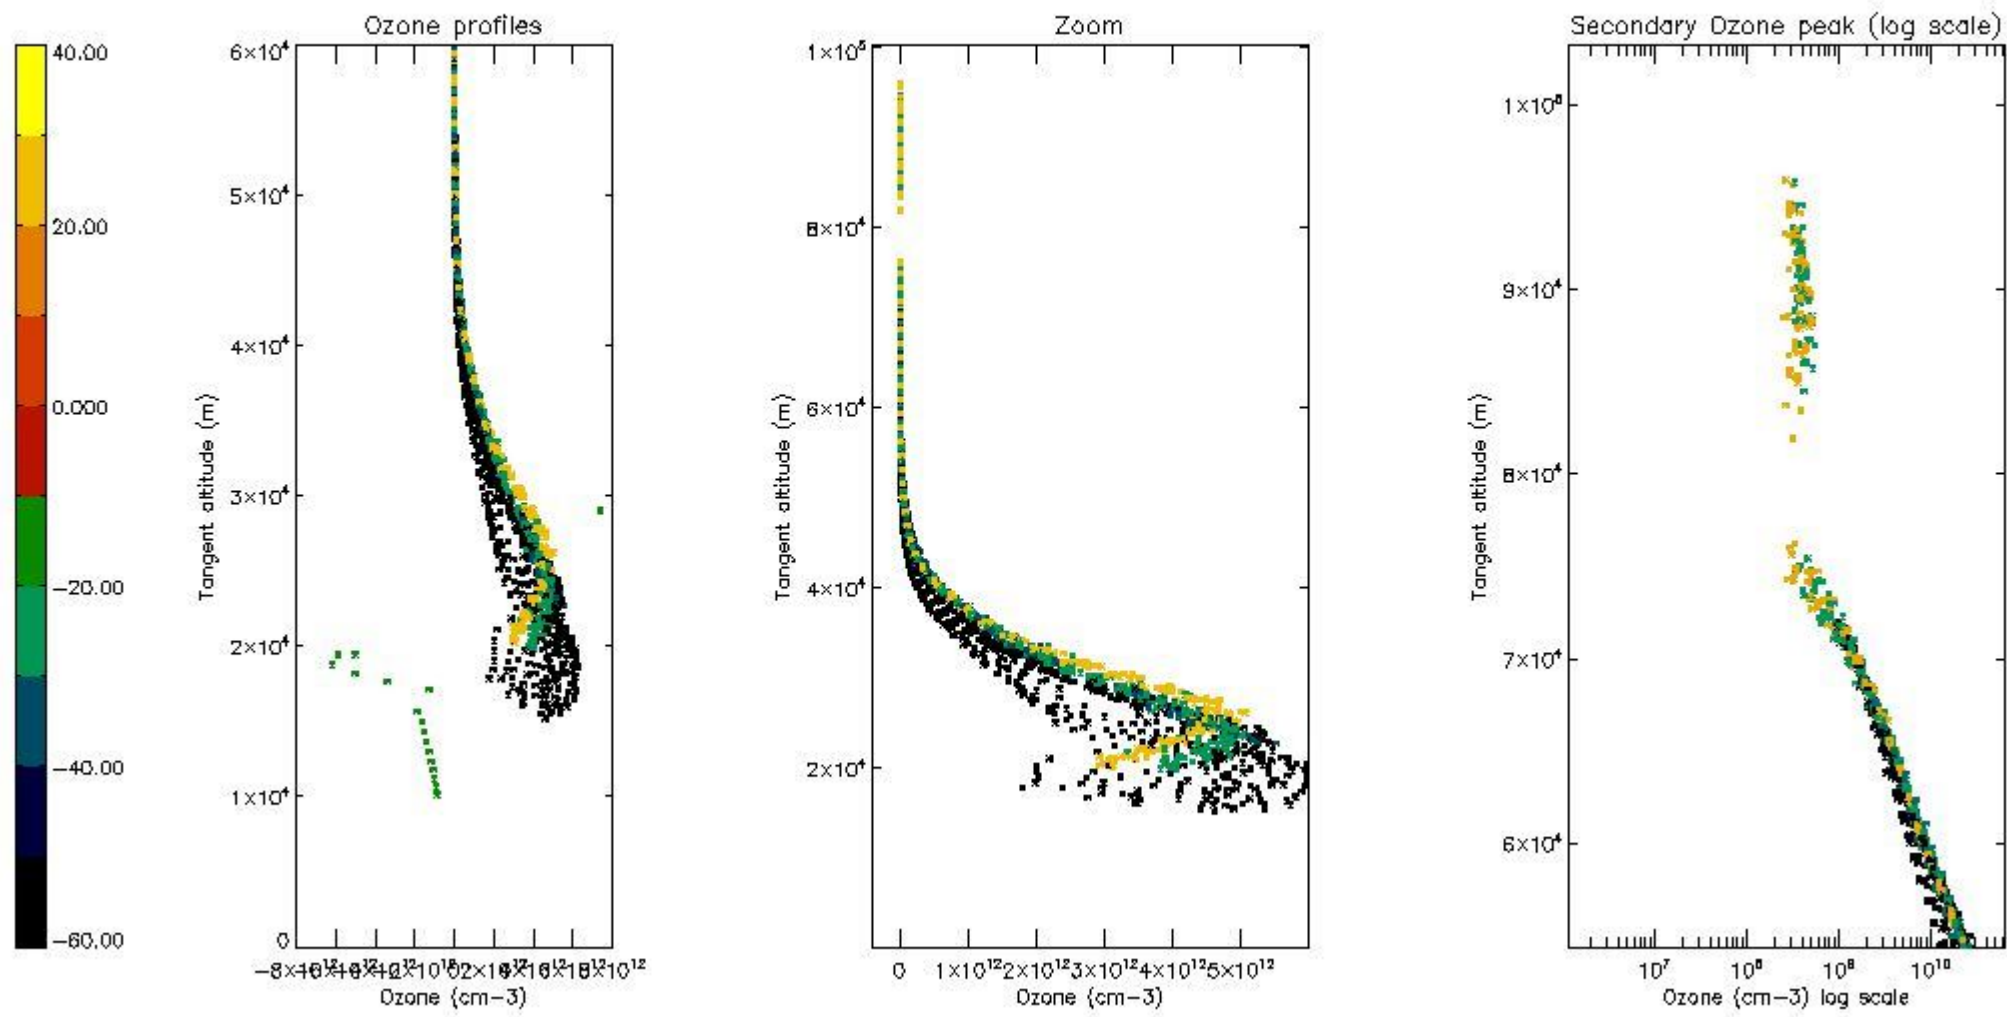 Ozone profiles
Zoom
Secondary Ozone peak (log scale)
40.00
20.00
0.000
−20.00
−40.00
−60.00
6×10⁴
5×10⁴
4×10⁴
3×10⁴
2×10⁴
1×10⁴
0
Tangent altitude (m)
Ozone (cm−3)
1×10⁵
8×10⁴
6×10⁴
4×10⁴
2×10⁴
Tangent altitude (m)
0 1×10¹² 2×10¹² 3×10¹² 4×10¹² 5×10¹²
Ozone (cm−3)
9×10⁴
8×10⁴
7×10⁴
6×10⁴
Tangent altitude (m)
10⁷ 10⁸ 10⁹ 10¹⁰
Ozone (cm−3) log scale